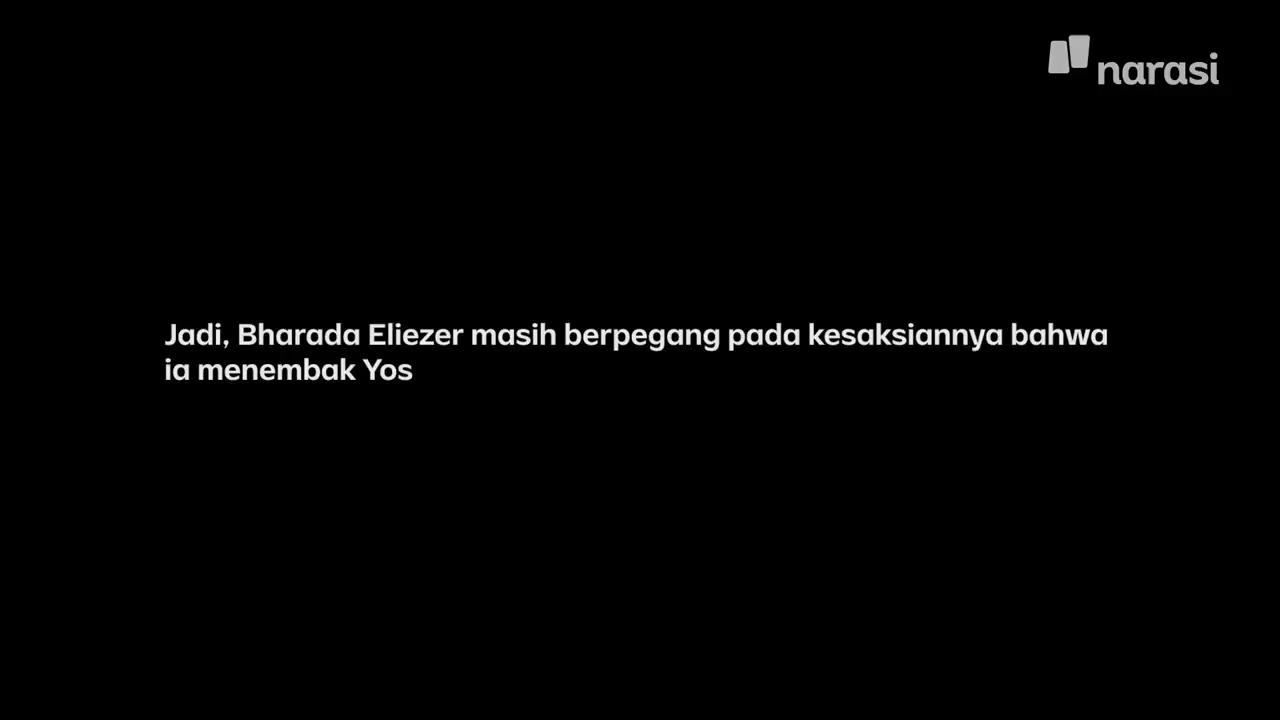 narasi
Jadi, Bharada Eliezer masih berpegang pada kesaksiannya bahwa
ia menembak Yos